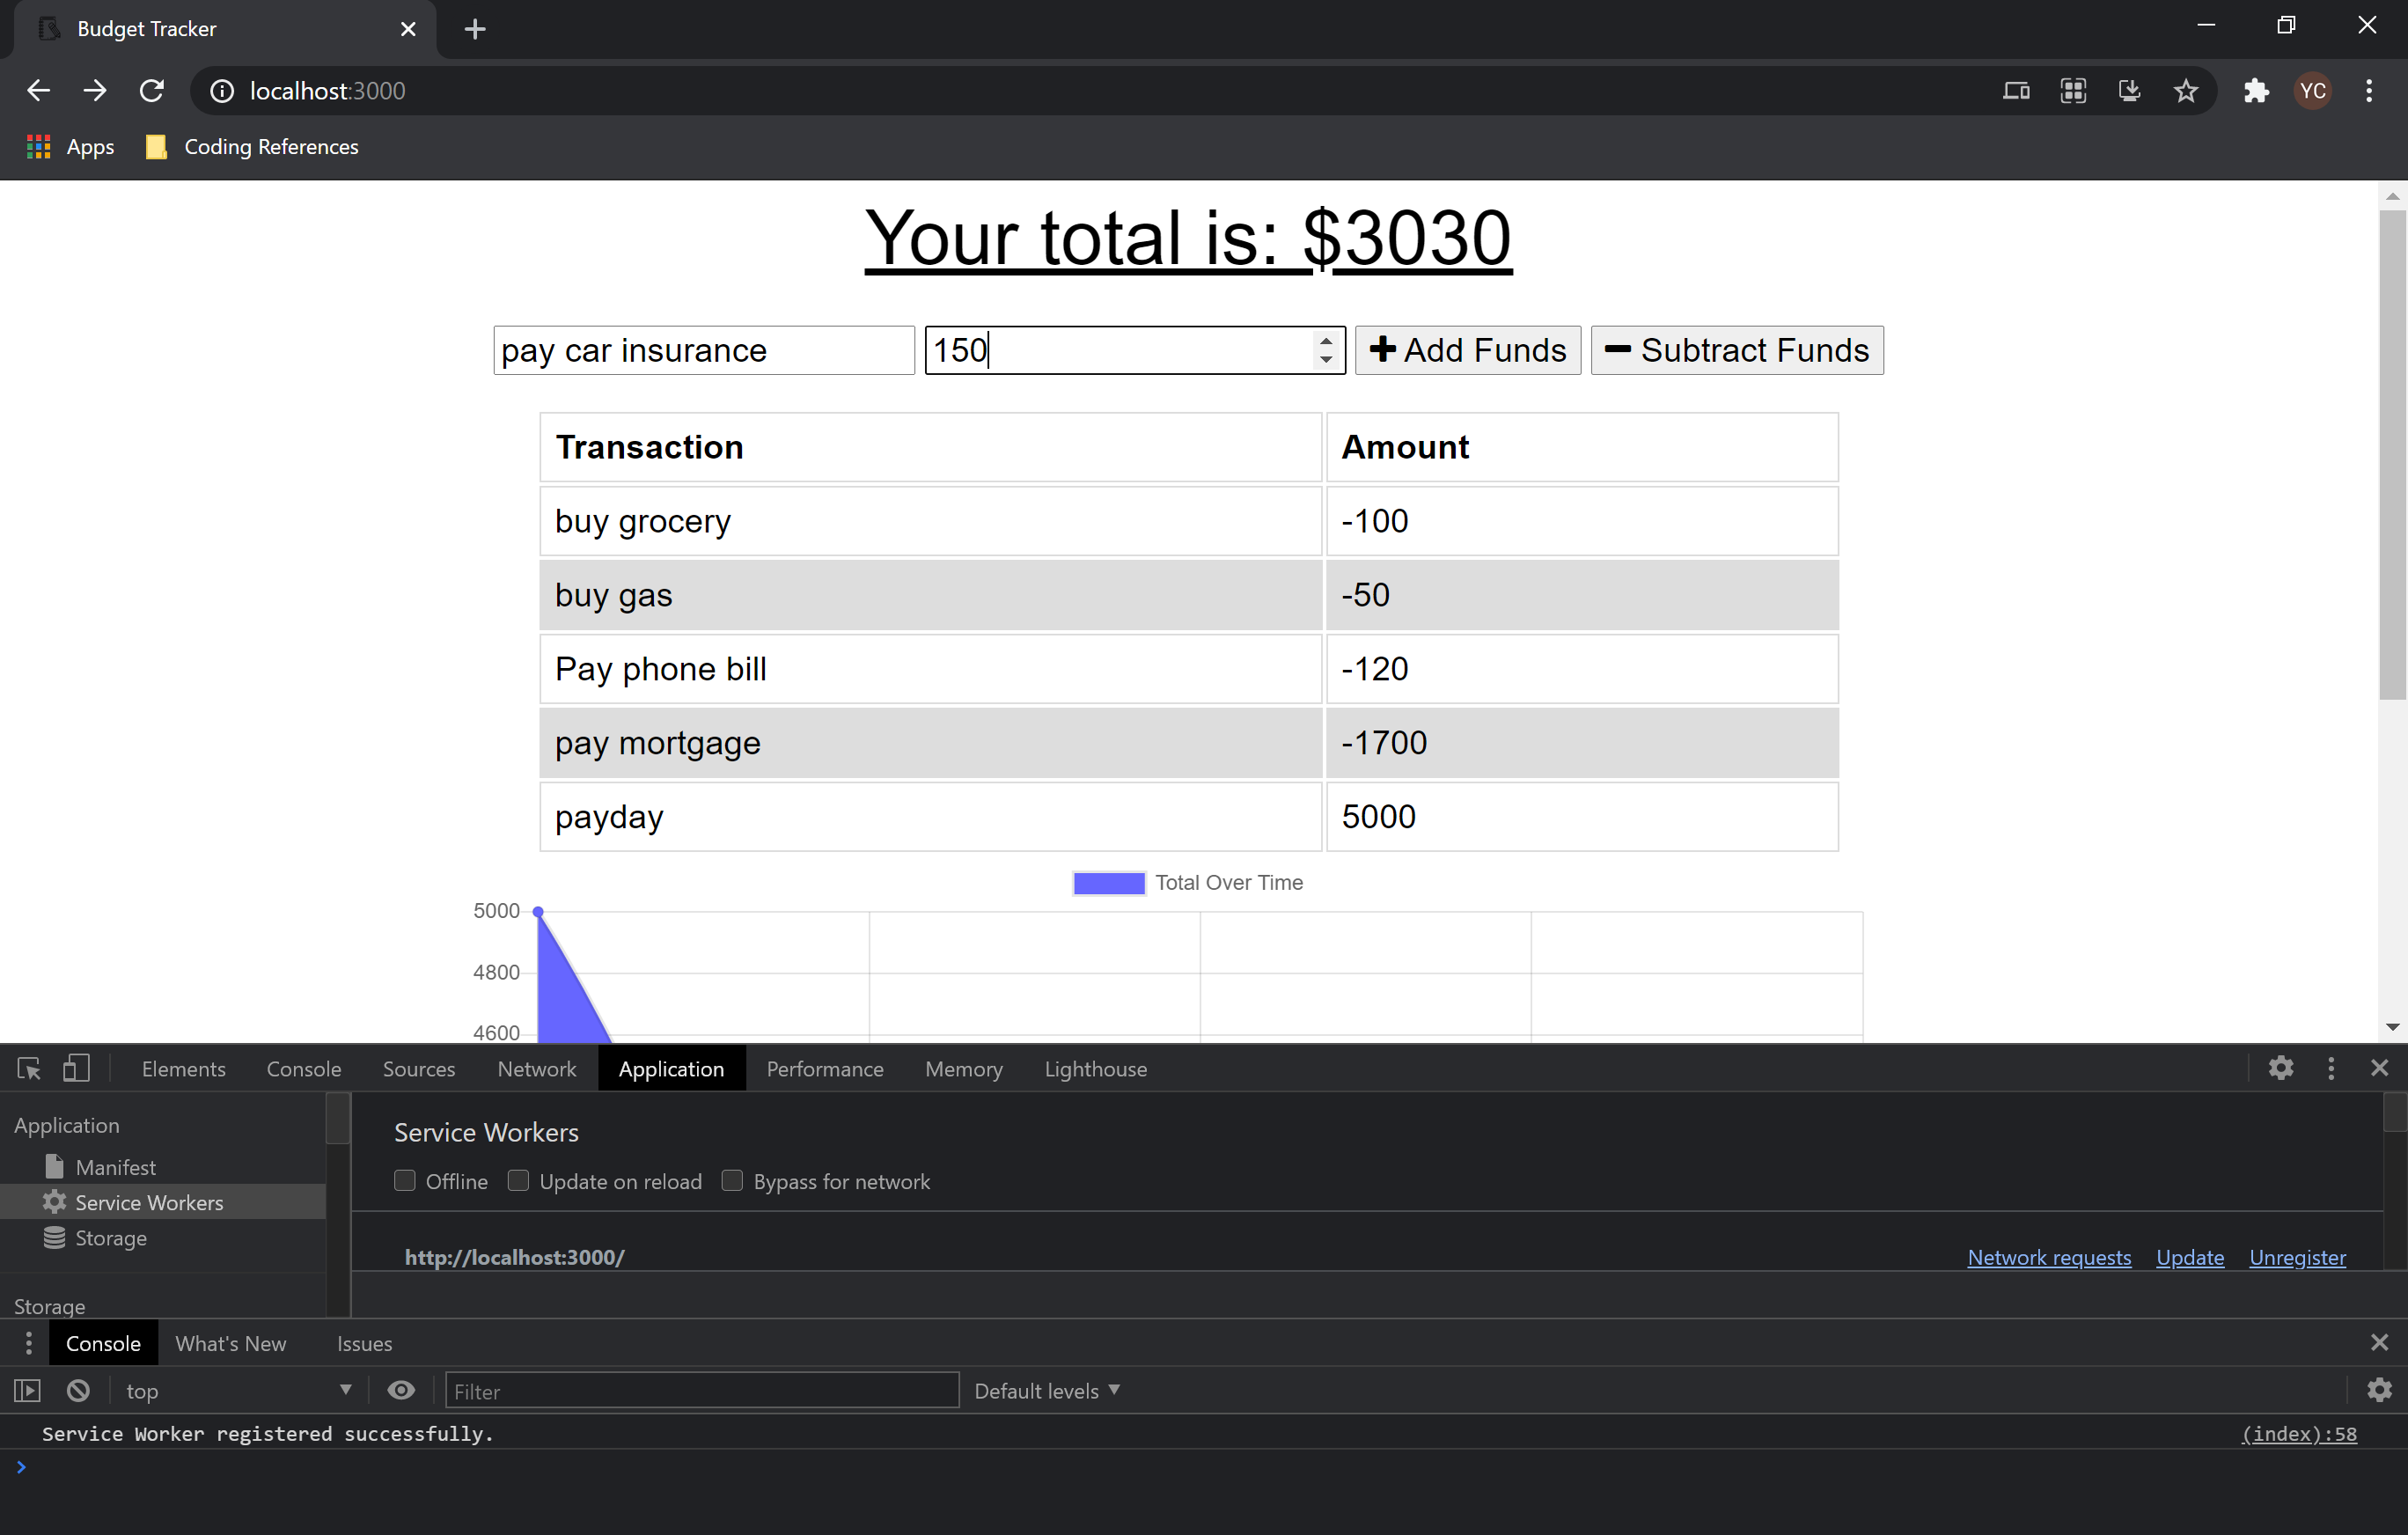 Budget Tracker
localhost:3000
YC
Apps Coding References
Your total is: $3030
pay car insurance 150 Add Funds Subtract Funds
Transaction Amount
buy grocery -100
buy gas -50
Pay phone bill -120
pay mortgage -1700
payday 5000
Total Over Time
5000
4800
4600
Elements Console Sources Network Application Performance Memory Lighthouse
Application
Manifest
Service Workers
Storage
Storage
Service Workers
Offline Update on reload Bypass for network
http://localhost:3000/ Network requests Update Unregister
Console What's New Issues
top Filter Default levels
Service Worker registered successfully. (index):58